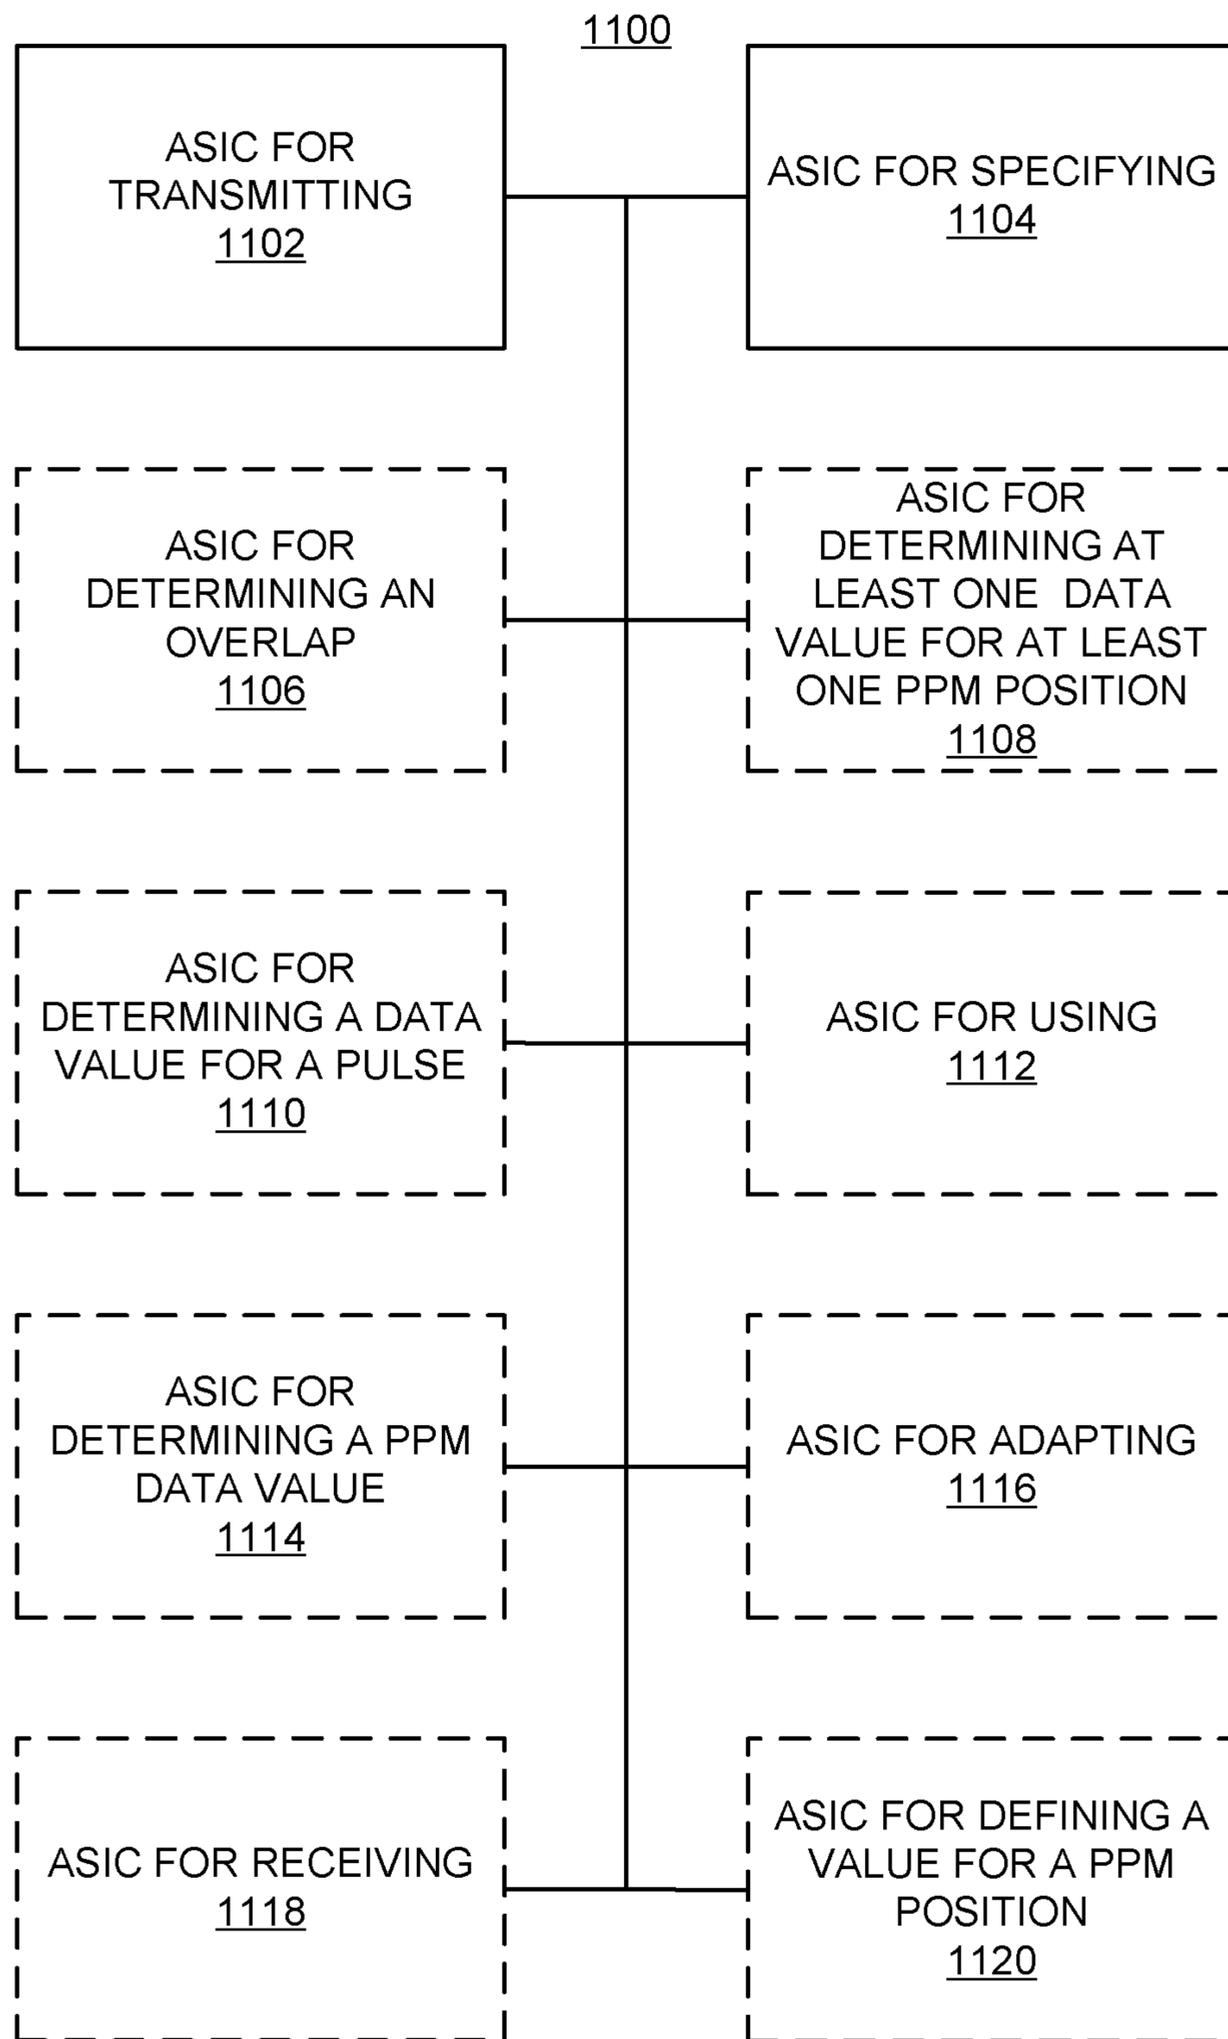 1100
ASIC FOR
TRANSMITTING
1102
ASIC FOR SPECIFYING
1104
ASIC FOR
DETERMINING AN
OVERLAP
1106
ASIC FOR
DETERMINING AT
LEAST ONE DATA
VALUE FOR AT LEAST
ONE PPM POSITION
1108
ASIC FOR
DETERMINING A DATA
VALUE FOR A PULSE
1110
ASIC FOR USING
1112
ASIC FOR
DETERMINING A PPM
DATA VALUE
1114
ASIC FOR ADAPTING
1116
ASIC FOR RECEIVING
1118
ASIC FOR DEFINING A
VALUE FOR A PPM
POSITION
1120